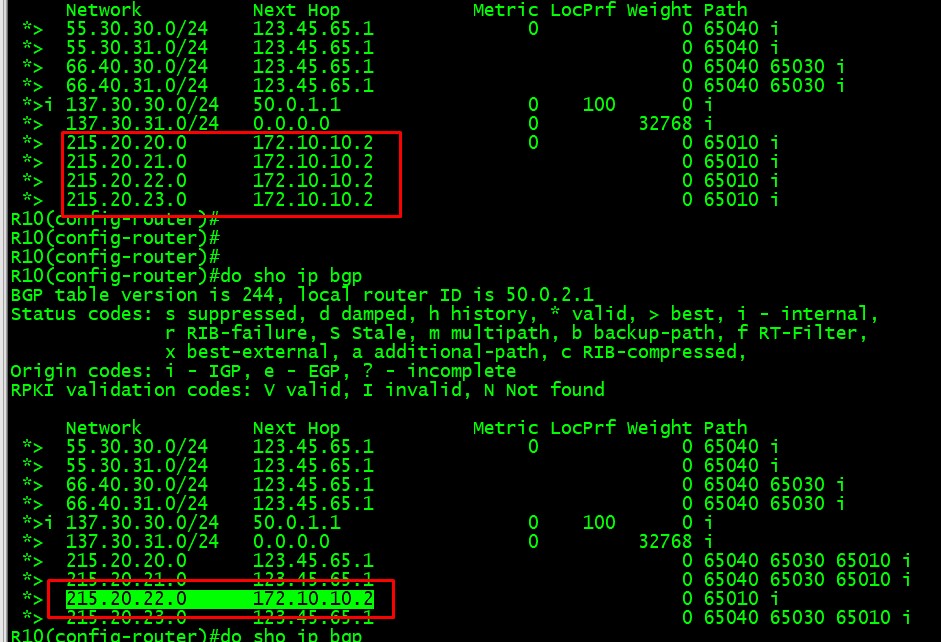 Network Next Hop Metric LocPrf Weight Path
*> 55.30.30.0/24 123.45.65.1 0 0 65040 i
*> 55.30.31.0/24 123.45.65.1 0 65040 i
*> 66.40.30.0/24 123.45.65.1 0 65040 65030 i
*> 66.40.31.0/24 123.45.65.1 0 65040 65030 i
*>i 137.30.30.0/24 50.0.1.1 0 100 0 i
*> 137.30.31.0/24 0.0.0.0 0 32768 i
*> 215.20.20.0 172.10.10.2 0 0 65010 i
*> 215.20.21.0 172.10.10.2 0 65010 i
*> 215.20.22.0 172.10.10.2 0 65010 i
*> 215.20.23.0 172.10.10.2 0 65010 i
R10(config-router)#
R10(config-router)#
R10(config-router)#
R10(config-router)#do sho ip bgp
BGP table version is 244, local router ID is 50.0.2.1
Status codes: s suppressed, d damped, h history, * valid, > best, i - internal,
r RIB-failure, S Stale, m multipath, b backup-path, f RT-Filter,
x best-external, a additional-path, c RIB-compressed,
Origin codes: i - IGP, e - EGP, ? - incomplete
RPKI validation codes: V valid, I invalid, N Not found
Network Next Hop Metric LocPrf Weight Path
*> 55.30.30.0/24 123.45.65.1 0 0 65040 i
*> 55.30.31.0/24 123.45.65.1 0 65040 i
*> 66.40.30.0/24 123.45.65.1 0 65040 65030 i
*> 66.40.31.0/24 123.45.65.1 0 65040 65030 i
*>i 137.30.30.0/24 50.0.1.1 0 100 0 i
*> 137.30.31.0/24 0.0.0.0 0 32768 i
*> 215.20.20.0 123.45.65.1 0 65040 65030 65010 i
*> 215.20.21.0 123.45.65.1 0 65040 65030 65010 i
*> 215.20.22.0 172.10.10.2 0 65010 i
*> 215.20.23.0 123.45.65.1 0 65040 65030 65010 i
R10(config-router)#do sho ip bgp